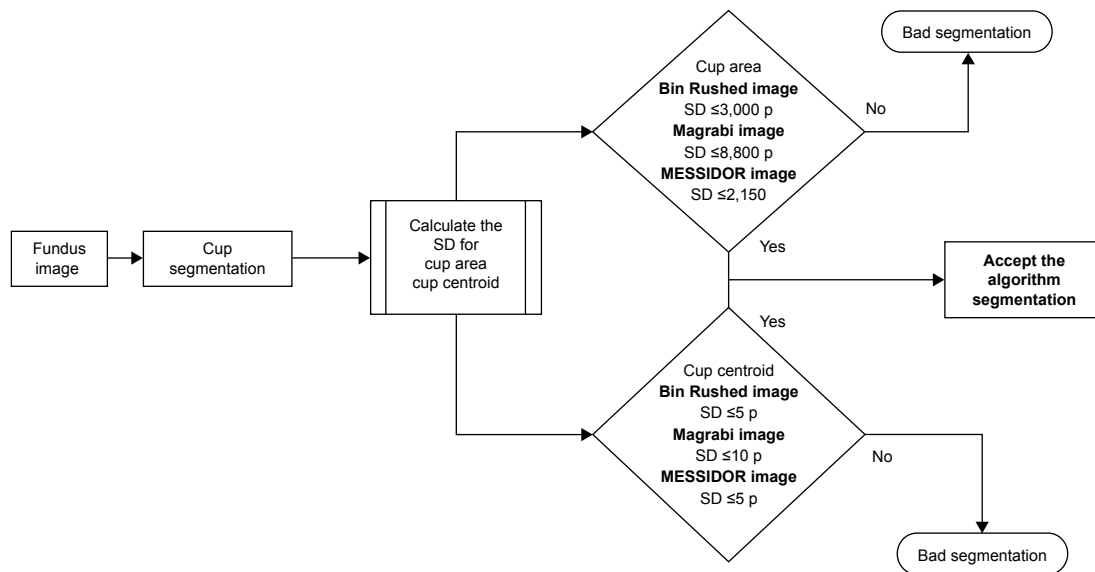 Fundus
image
Cup
segmentation
Calculate the
SD for
cup area
cup centroid
Cup area
Bin Rushed image
SD ≤3,000 p
Magrabi image
SD ≤8,800 p
MESSIDOR image
SD ≤2,150
No
Bad segmentation
Yes
Accept the
algorithm
segmentation
Yes
Cup centroid
Bin Rushed image
SD ≤5 p
Magrabi image
SD ≤10 p
MESSIDOR image
SD ≤5 p
No
Bad segmentation